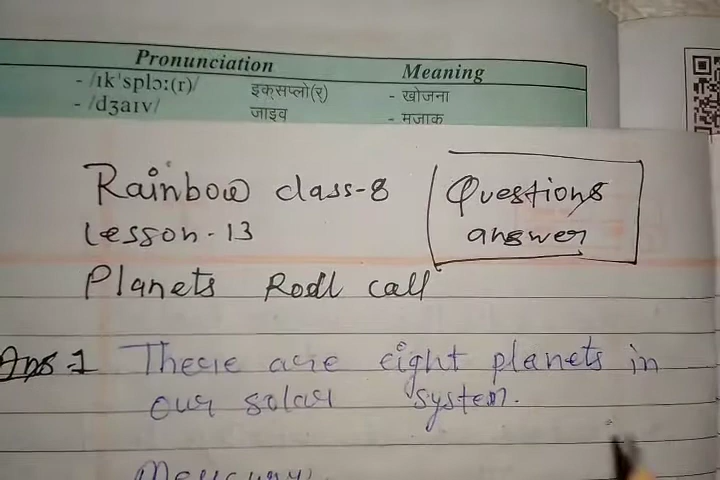 Pronunciation Meaning
- /ɪk'splɔ:(r)/ इक्सप्लो(र्) - खोजना
- /dʒaɪv/ जाइव् - मजाक
Rainbow class-8
Questions
answer
Lesson-13
Planets Roll call
Ans 1 There are eight planets in
our solar system.
Mercury,